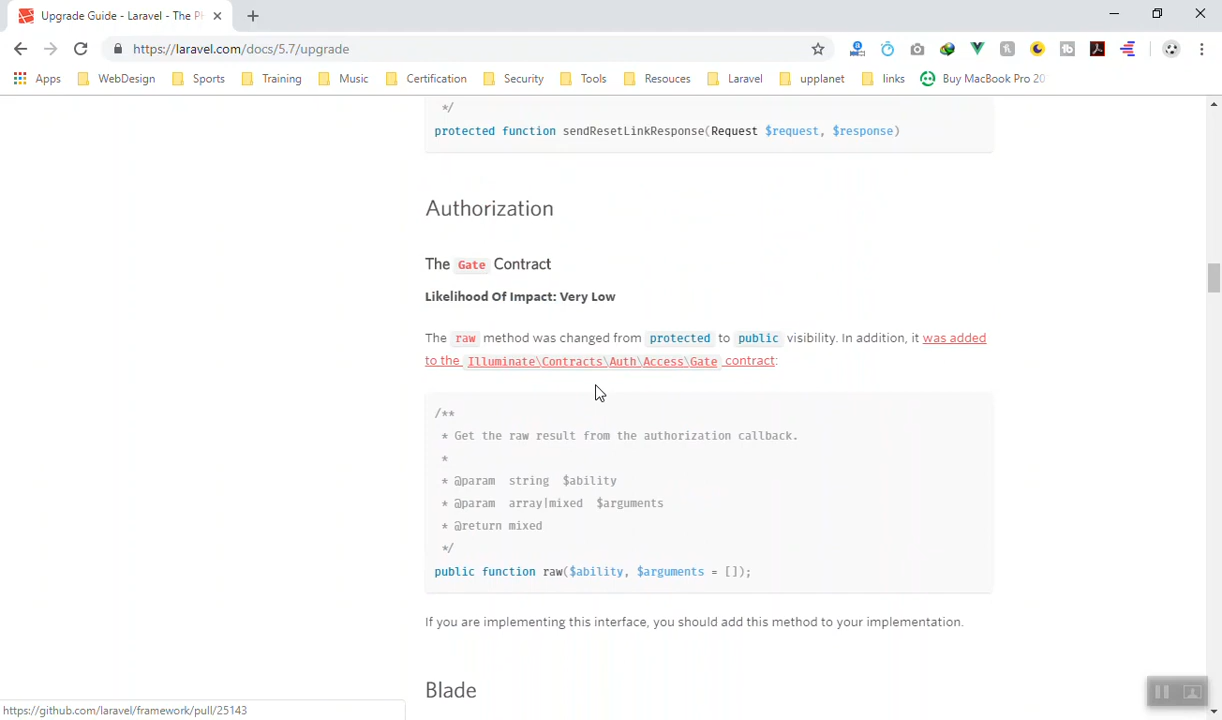 Upgrade Guide - Laravel - The P
https://laravel.com/docs/5.7/upgrade
Apps WebDesign Sports Training Music Certification Security Tools Resouces Laravel upplanet links Buy MacBook Pro 20
*/
protected function sendResetLinkResponse(Request $request, $response)
Authorization
The Gate Contract
Likelihood Of Impact: Very Low
The raw method was changed from protected to public visibility. In addition, it was added
to the Illuminate\Contracts\Auth\Access\Gate contract:
/**
* Get the raw result from the authorization callback.
*
* @param string $ability
* @param array|mixed $arguments
* @return mixed
*/
public function raw($ability, $arguments = []);
If you are implementing this interface, you should add this method to your implementation.
Blade
https://github.com/laravel/framework/pull/25143